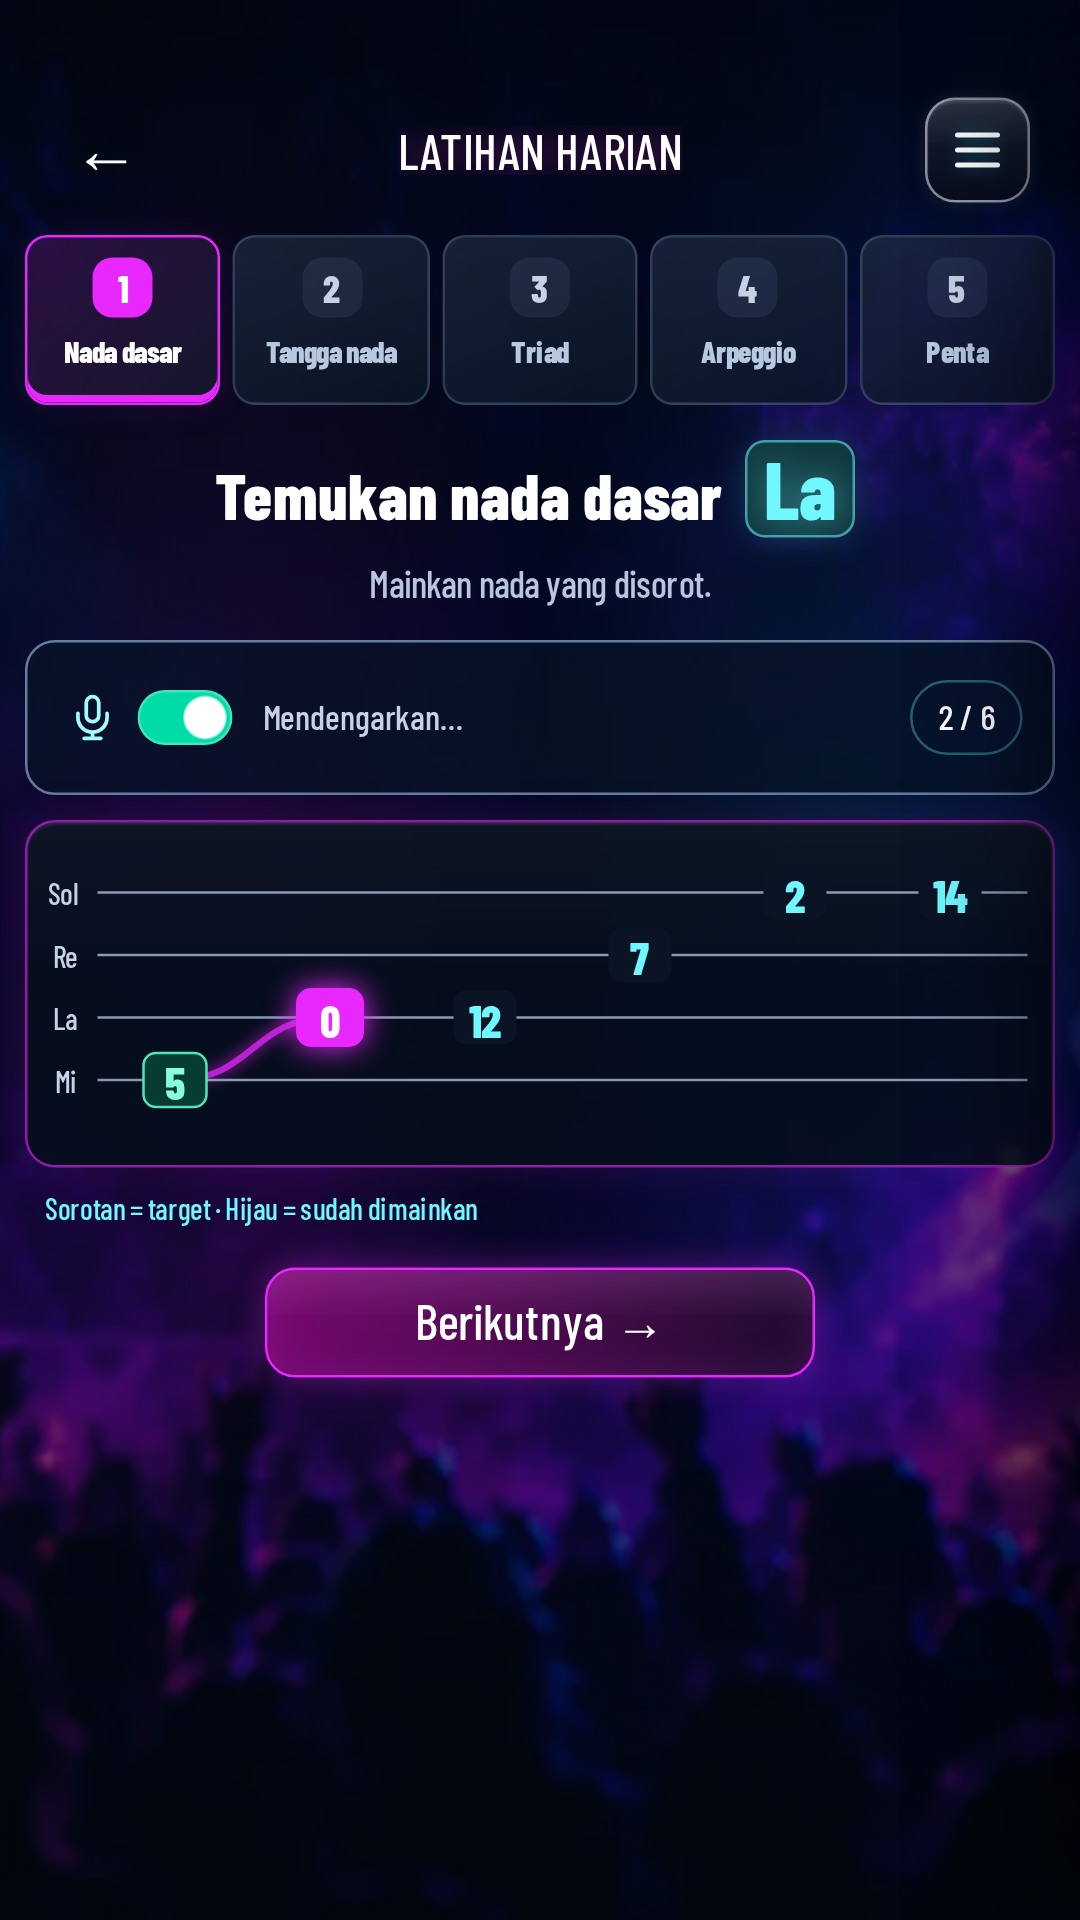 ←
LATIHAN HARIAN
1
Nada dasar
2
Tangga nada
3
Triad
4
Arpeggio
5
Penta
Temukan nada dasar La
Mainkan nada yang disorot.
Mendengarkan...
2 / 6
Sol 2 14
Re 7
La 0 12
Mi 5
Sorotan = target · Hijau = sudah dimainkan
Berikutnya →